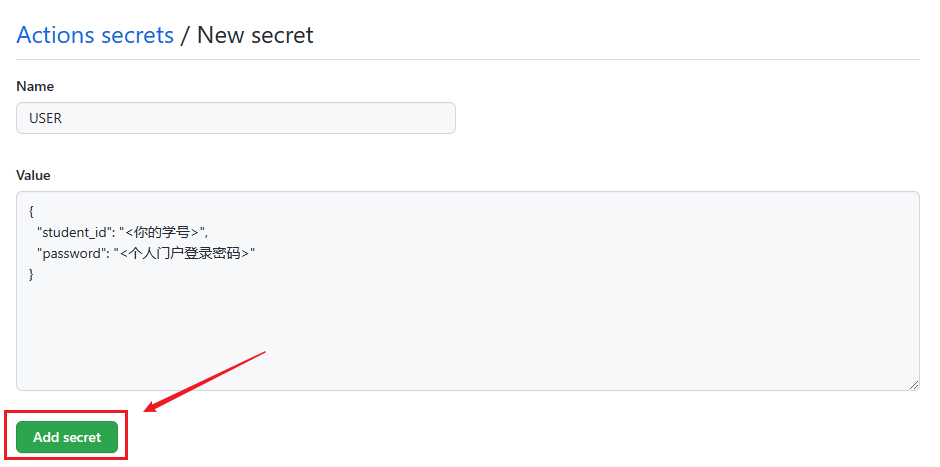 Actions secrets / New secret
Name
USER
Value
{
"student_id": "<你的学号>",
"password": "<个人门户登录密码>"
}
Add secret